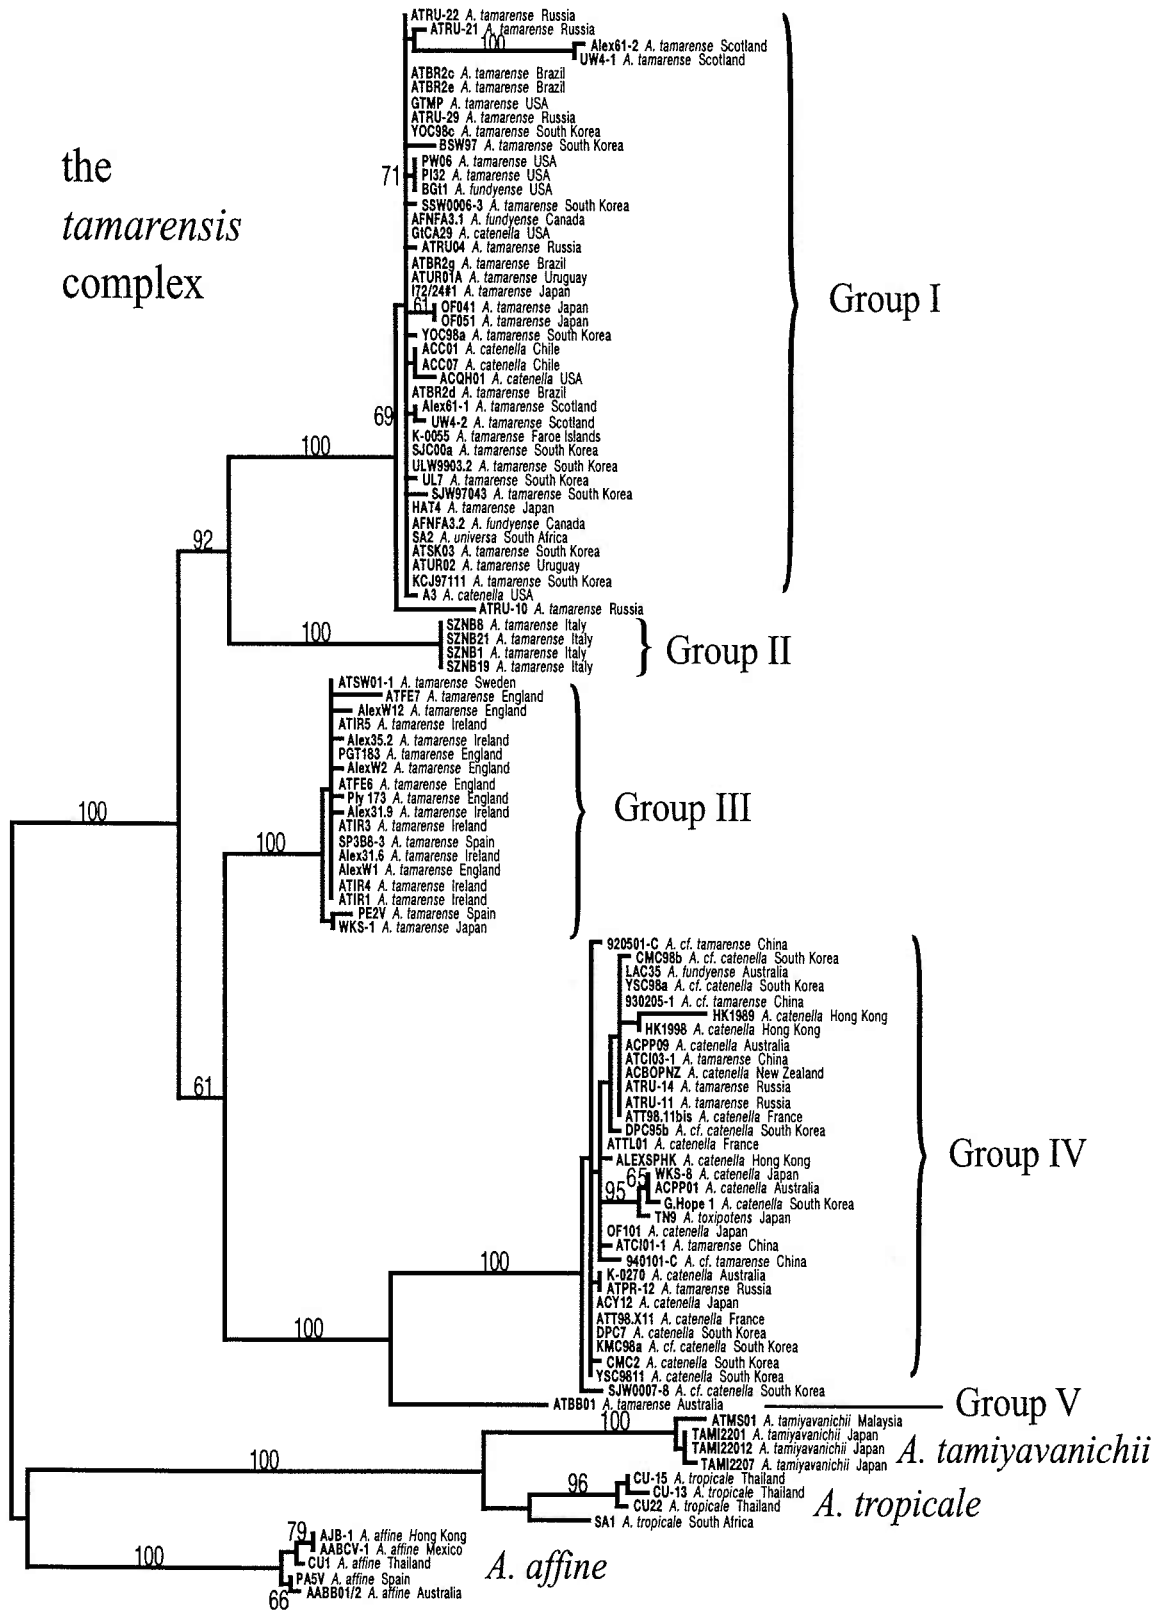 ATRU-22 A. tamarense Russia
ATRU-21 A. tamarense Russia
100
Alex61-2 A. tamarense Scotland
UW4-1 A. tamarense Scotland
ATBR2c A. tamarense Brazil
ATBR2e A. tamarense Brazil
GTMP A. tamarense USA
ATRU-29 A. tamarense Russia
YOC98c A. tamarense South Korea
BSW97 A. tamarense South Korea
the
tamarensis
complex
71
PW06 A. tamarense USA
PI32 A. tamarense USA
BGt1 A. fundyense USA
SSW0006-3 A. tamarense South Korea
AFNFA3.1 A. fundyense Canada
GtCA29 A. catenella USA
ATRU04 A. tamarense Russia
ATBR2g A. tamarense Brazil
ATUR01A A. tamarense Uruguay
I72/24#1 A. tamarense Japan
Group I
61
OF041 A. tamarense Japan
OF051 A. tamarense Japan
YOC98a A. tamarense South Korea
ACC01 A. catenella Chile
ACC07 A. catenella Chile
ACQH01 A. catenella USA
ATBR2d A. tamarense Brazil
Alex61-1 A. tamarense Scotland
69
UW4-2 A. tamarense Scotland
K-0055 A. tamarense Faroe Islands
100
SJC00a A. tamarense South Korea
ULW9903.2 A. tamarense South Korea
UL7 A. tamarense South Korea
SJW97043 A. tamarense South Korea
HAT4 A. tamarense Japan
AFNFA3.2 A. fundyense Canada
SA2 A. universa South Africa
92
ATSK03 A. tamarense South Korea
ATUR02 A. tamarense Uruguay
KCJ97111 A. tamarense South Korea
A3 A. catenella USA
ATRU-10 A. tamarense Russia
100
SZNB8 A. tamarense Italy
SZNB21 A. tamarense Italy
SZNB1 A. tamarense Italy
SZNB19 A. tamarense Italy
Group II
ATSW01-1 A. tamarense Sweden
ATFE7 A. tamarense England
AlexW12 A. tamarense England
ATIR5 A. tamarense Ireland
Alex35.2 A. tamarense Ireland
PGT183 A. tamarense England
AlexW2 A. tamarense England
ATFE6 A. tamarense England
Ply 173 A. tamarense England
Alex31.9 A. tamarense Ireland
Group III
100
ATIR3 A. tamarense Ireland
SP3B8-3 A. tamarense Spain
100
Alex31.6 A. tamarense Ireland
AlexW1 A. tamarense England
ATIR4 A. tamarense Ireland
ATIR1 A. tamarense Ireland
PE2V A. tamarense Spain
WKS-1 A. tamarense Japan
920501-C A. cf. tamarense China
CMC98b A. cf. catenella South Korea
LAC35 A. fundyense Australia
YSC98a A. cf. catenella South Korea
930205-1 A. cf. tamarense China
HK1989 A. catenella Hong Kong
HK1998 A. catenella Hong Kong
ACPP09 A. catenella Australia
ATCI03-1 A. tamarense China
ACBOPNZ A. catenella New Zealand
61
ATRU-14 A. tamarense Russia
ATRU-11 A. tamarense Russia
ATT98.11bis A. catenella France
DPC95b A. cf. catenella South Korea
ATTL01 A. catenella France
Group IV
ALEXSPHK A. catenella Hong Kong
65
WKS-8 A. catenella Japan
95
ACPP01 A. catenella Australia
G.Hope 1 A. catenella South Korea
TN9 A. toxipotens Japan
OF101 A. catenella Japan
ATCI01-1 A. tamarense China
940101-C A. cf. tamarense China
100
K-0270 A. catenella Australia
ATPR-12 A. tamarense Russia
ACY12 A. catenella Japan
ATT98.X11 A. catenella France
100
DPC7 A. catenella South Korea
KMC98a A. cf. catenella South Korea
CMC2 A. catenella South Korea
YSC9811 A. catenella South Korea
SJW0007-8 A. cf. catenella South Korea
ATBB01 A. tamarense Australia
Group V
100
ATMS01 A. tamiyavanichii Malaysia
TAMI2201 A. tamiyavanichii Japan
TAMI22012 A. tamiyavanichii Japan
TAMI2207 A. tamiyavanichii Japan
A. tamiyavanichii
100
96
CU-15 A. tropicale Thailand
CU-13 A. tropicale Thailand
CU22 A. tropicale Thailand
SA1 A. tropicale South Africa
A. tropicale
79
AJB-1 A. affine Hong Kong
AABCV-1 A. affine Mexico
100
CU1 A. affine Thailand
PA5V A. affine Spain
AABB01/2 A. affine Australia
66
A. affine